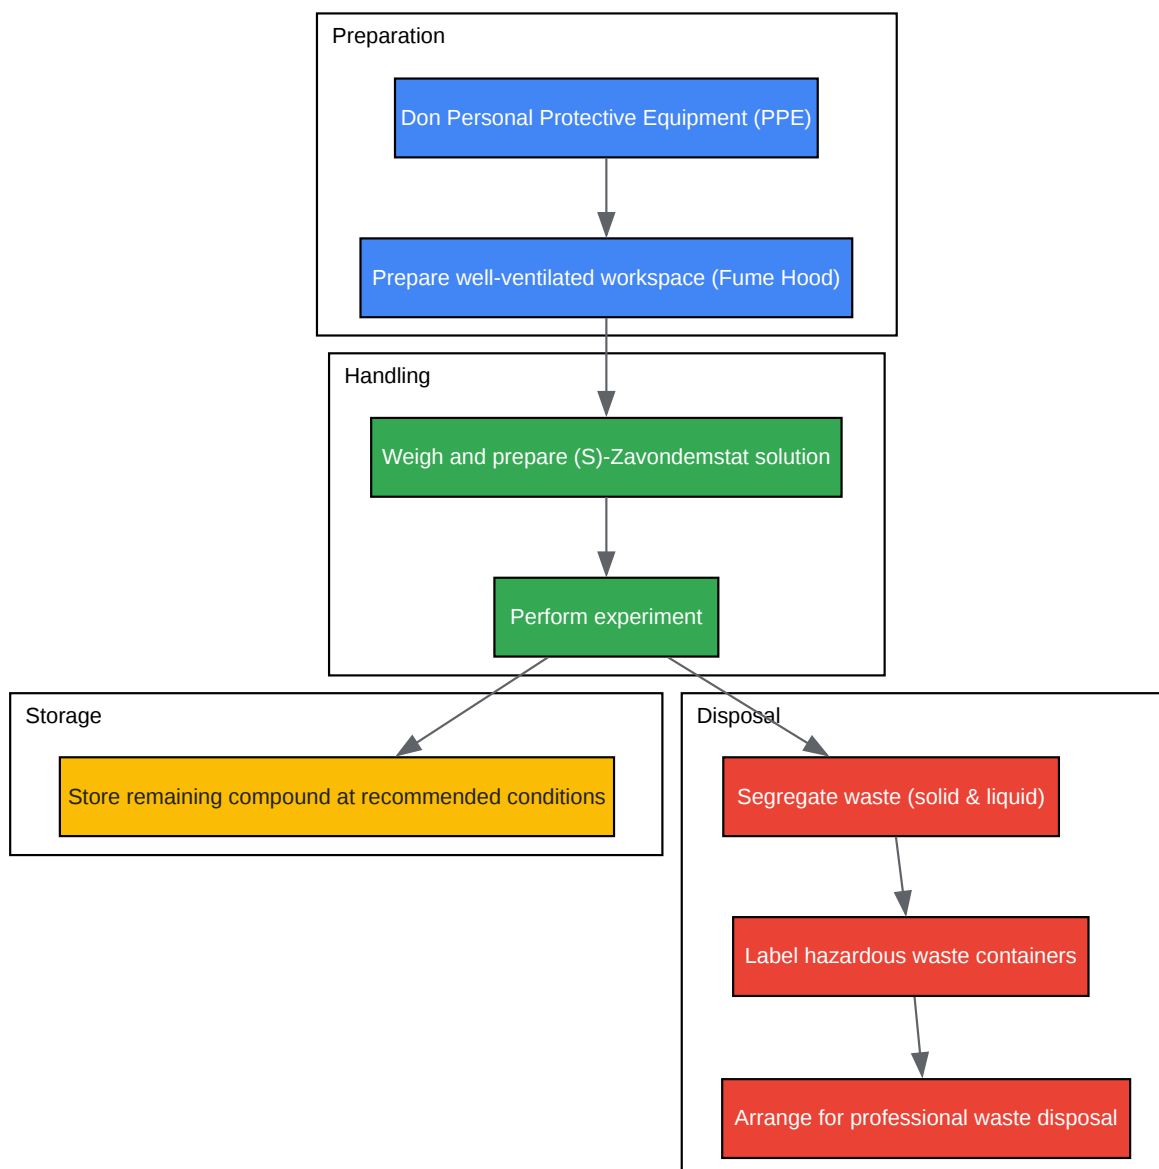 Preparation
Don Personal Protective Equipment (PPE)
Prepare well-ventilated workspace (Fume Hood)
Handling
Weigh and prepare (S)-Zavondemstat solution
Perform experiment
Storage
Store remaining compound at recommended conditions
Disposal
Segregate waste (solid & liquid)
Label hazardous waste containers
Arrange for professional waste disposal